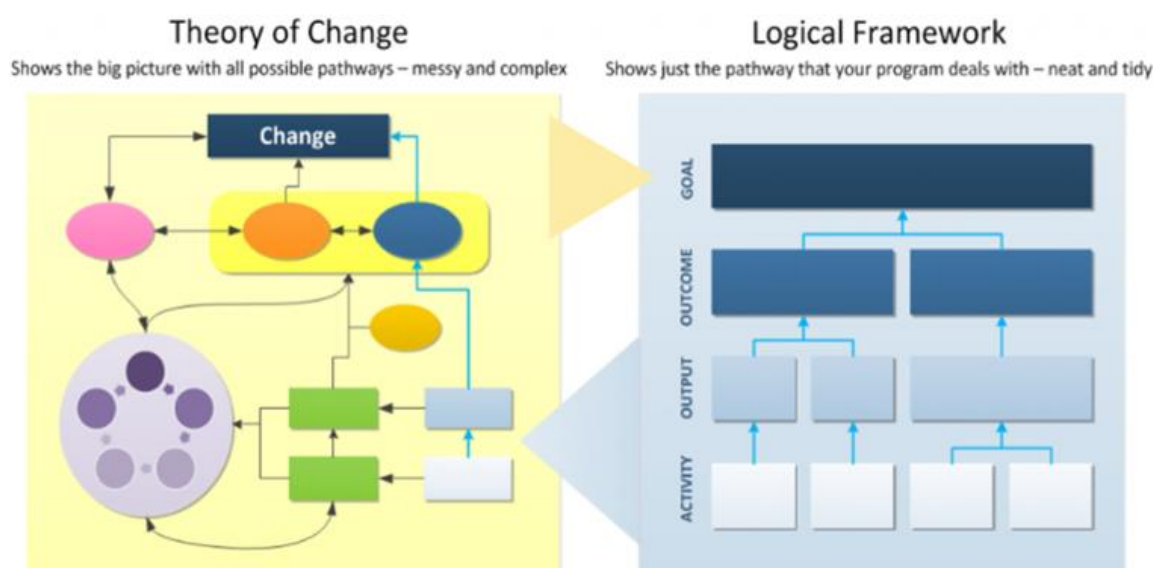 Theory of Change
Shows the big picture with all possible pathways – messy and complex
Change
Logical Framework
Shows just the pathway that your program deals with – neat and tidy
GOAL
OUTCOME
OUTPUT
ACTIVITY